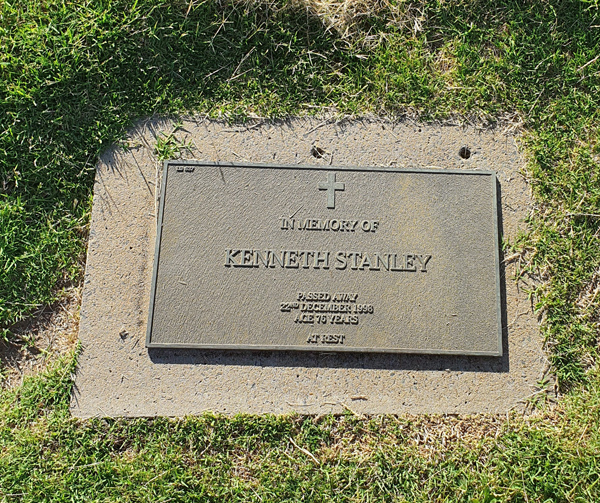 IN MEMORY OF
KENNETH STANLEY
PASSED AWAY
22ND DECEMBER 1998
AGE 76 YEARS
AT REST